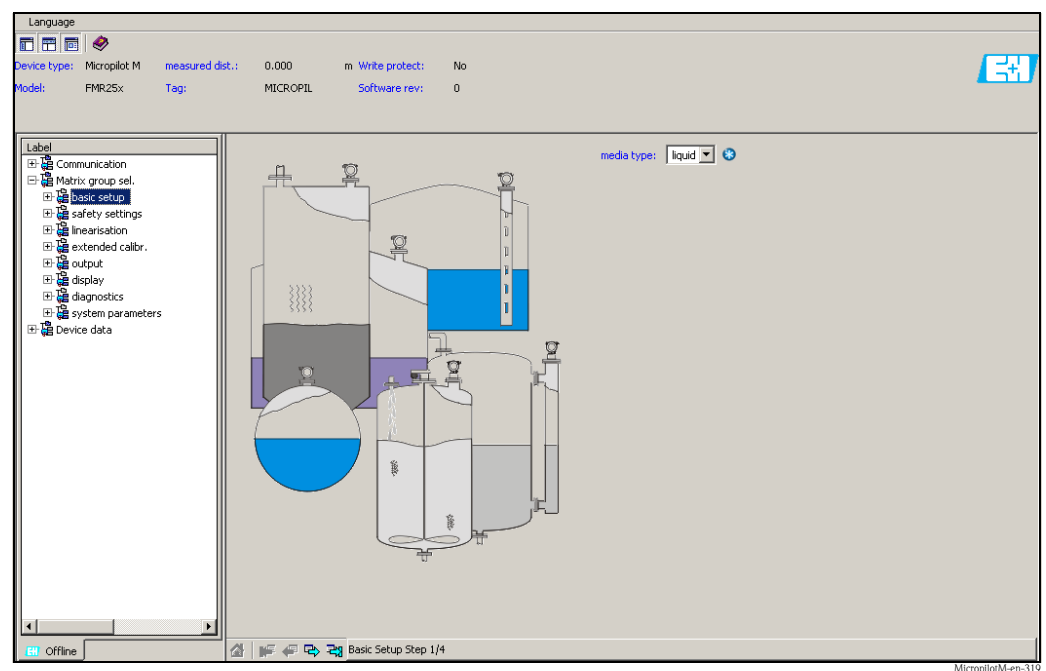 Language
Device type: Micropilot M measured dist.: 0.000 m Write protect: No
Model: FMR25x Tag: MICROPIL Software rev: 0
E+H
Label
Communication
Matrix group sel.
basic setup
safety settings
linearisation
extended calibr.
output
display
diagnostics
system parameters
Device data
media type: liquid
Offline
Basic Setup Step 1/4
MicropilotM-en-319